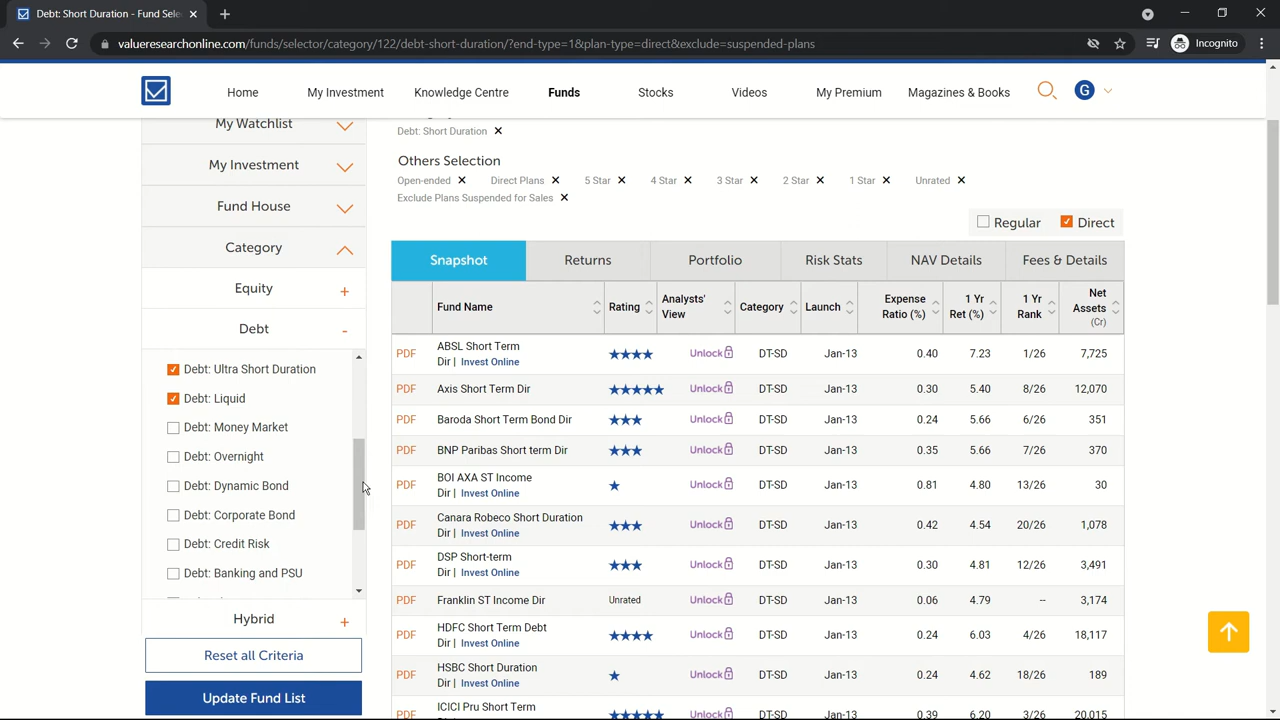 Debt: Short Duration - Fund Sele
valueresearchonline.com/funds/selector/category/122/debt-short-duration/?end-type=1&plan-type=direct&exclude=suspended-plans
Incognito
Home My Investment Knowledge Centre Funds Stocks Videos My Premium Magazines & Books G
My Watchlist
My Investment
Fund House
Category
Equity +
Debt -
Debt: Ultra Short Duration
Debt: Liquid
Debt: Money Market
Debt: Overnight
Debt: Dynamic Bond
Debt: Corporate Bond
Debt: Credit Risk
Debt: Banking and PSU
Hybrid +
Reset all Criteria
Update Fund List
Debt: Short Duration ✕
Others Selection
Open-ended ✕ Direct Plans ✕ 5 Star ✕ 4 Star ✕ 3 Star ✕ 2 Star ✕ 1 Star ✕ Unrated ✕
Exclude Plans Suspended for Sales ✕
Regular Direct
Snapshot Returns Portfolio Risk Stats NAV Details Fees & Details
Fund Name Rating Analysts' View Category Launch Expense Ratio (%) 1 Yr Ret (%) 1 Yr Rank Net Assets (Cr)
PDF ABSL Short Term Dir | Invest Online ★★★★ Unlock DT-SD Jan-13 0.40 7.23 1/26 7,725
PDF Axis Short Term Dir ★★★★★ Unlock DT-SD Jan-13 0.30 5.40 8/26 12,070
PDF Baroda Short Term Bond Dir ★★★ Unlock DT-SD Jan-13 0.24 5.66 6/26 351
PDF BNP Paribas Short term Dir ★★★ Unlock DT-SD Jan-13 0.35 5.66 7/26 370
PDF BOI AXA ST Income Dir | Invest Online ★ Unlock DT-SD Jan-13 0.81 4.80 13/26 30
PDF Canara Robeco Short Duration Dir | Invest Online ★★★ Unlock DT-SD Jan-13 0.42 4.54 20/26 1,078
PDF DSP Short-term Dir | Invest Online ★★★ Unlock DT-SD Jan-13 0.30 4.81 12/26 3,491
PDF Franklin ST Income Dir Unrated Unlock DT-SD Jan-13 0.06 4.79 -- 3,174
PDF HDFC Short Term Debt Dir | Invest Online ★★★★ Unlock DT-SD Jan-13 0.24 6.03 4/26 18,117
PDF HSBC Short Duration Dir | Invest Online ★ Unlock DT-SD Jan-13 0.24 4.62 18/26 189
PDF ICICI Pru Short Term ★★★★★ Unlock DT-SD Jan-13 0.39 6.20 3/26 20,015